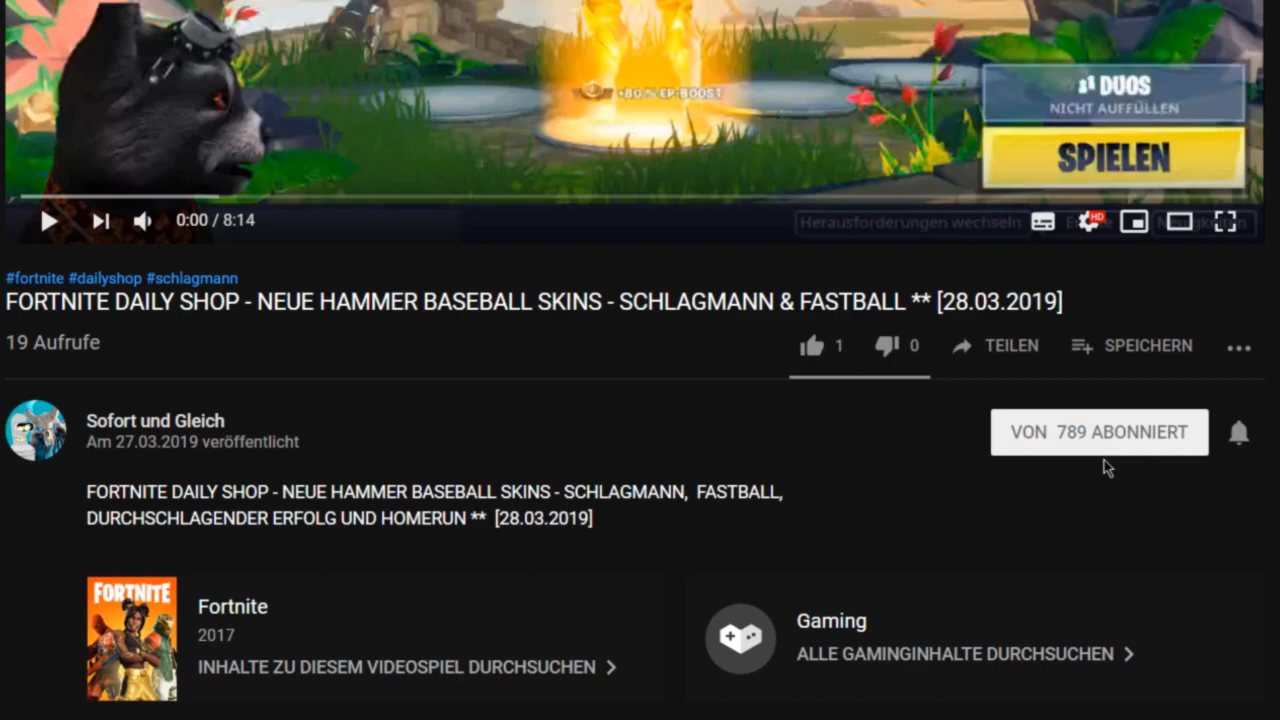 DUOS
NICHT AUFFÜLLEN
+80 % EP-BOOST
SPIELEN
0:00 / 8:14
Herausforderungen wechseln
HD
#fortnite #dailyshop #schlagmann
FORTNITE DAILY SHOP - NEUE HAMMER BASEBALL SKINS - SCHLAGMANN & FASTBALL ** [28.03.2019]
19 Aufrufe
1
0
TEILEN
SPEICHERN
Sofort und Gleich
Am 27.03.2019 veröffentlicht
VON 789 ABONNIERT
FORTNITE DAILY SHOP - NEUE HAMMER BASEBALL SKINS - SCHLAGMANN, FASTBALL,
DURCHSCHLAGENDER ERFOLG UND HOMERUN ** [28.03.2019]
FORTNITE
Fortnite
2017
INHALTE ZU DIESEM VIDEOSPIEL DURCHSUCHEN
Gaming
ALLE GAMINGINHALTE DURCHSUCHEN